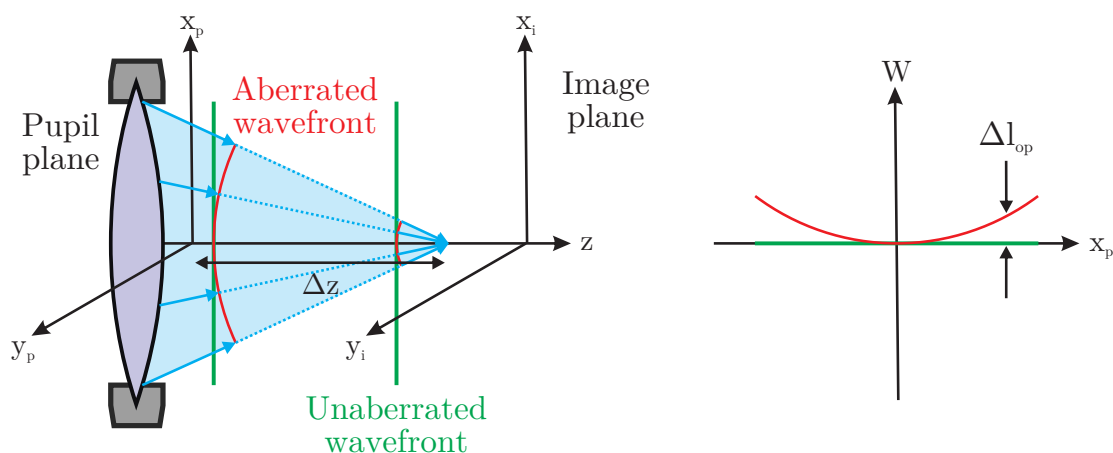 x_p
x_i
Aberrated
wavefront
Image
plane
Pupil
plane
z
Δz
y_p
y_i
Unaberrated
wavefront
W
Δl_op
x_p